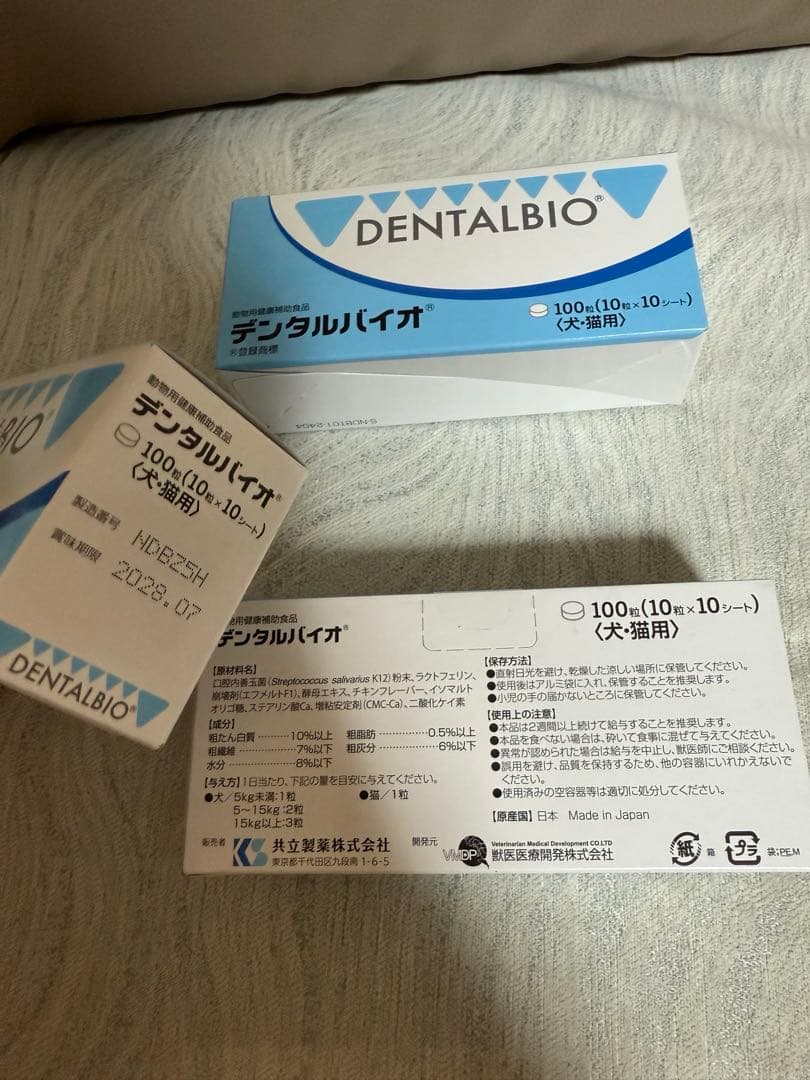 DENTALBIO®
動物用健康補助食品
デンタルバイオ®
®登録商標
100粒(10粒×10シート)
〈犬・猫用〉
S-NDBT01-2404
動物用健康補助食品
デンタルバイオ®
100粒(10粒×10シート)
〈犬・猫用〉
製造番号 NDB25H
賞味期限 2028.07
DENTALBIO®
用健康補助食品
デンタルバイオ®
100粒(10粒×10シート)
〈犬・猫用〉
【原材料名】
口腔内善玉菌(Streptococcus salivarius K12)粉末、ラクトフェリン、
崩壊剤(エフメルトF1)、酵母エキス、チキンフレーバー、イソマルト
オリゴ糖、ステアリン酸Ca、増粘安定剤(CMC-Ca)、二酸化ケイ素
【成分】
粗たん白質 ………… 10%以上 粗脂肪 ………… 0.5%以上
粗繊維 ………… 7%以下 粗灰分 ………… 6%以下
水分 ………… 8%以下
【与え方】1日当たり、下記の量を目安に与えてください。
●犬/5kg未満:1粒 ●猫/1粒
5～15kg:2粒
15kg以上:3粒
【保存方法】
●直射日光を避け、乾燥した涼しい場所に保管してください。
●使用後はアルミ袋に入れ、保管することを推奨します。
●小児の手の届かないところに保管してください。
【使用上の注意】
●本品は2週間以上続けて給与することを推奨します。
●本品を食べない場合は、砕いて食事に混ぜて与えてください。
●異常が認められた場合は給与を中止し、獣医師にご相談ください。
●誤用を避け、品質を保持するため、他の容器にいれかえないで
ください。
●使用済みの空容器等は適切に処分してください。
【原産国】日本 Made in Japan
販売者 KS 共立製薬株式会社
東京都千代田区九段南1-6-5
開発元 VMDP Veterinarian Medical Development CO.LTD
獣医医療開発株式会社
紙 箱 プラ 袋:PE,M